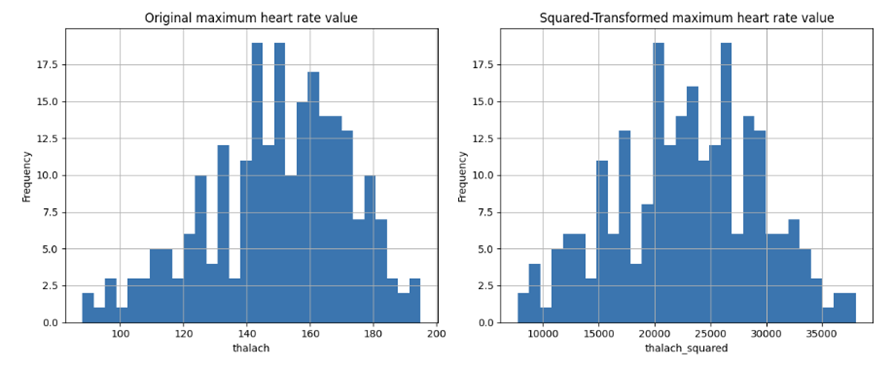 Original maximum heart rate value
17.5
15.0
12.5
10.0
7.5
5.0
2.5
0.0
Frequency
100 120 140 160 180 200
thalach
Squared-Transformed maximum heart rate value
17.5
15.0
12.5
10.0
7.5
5.0
2.5
0.0
Frequency
10000 15000 20000 25000 30000 35000
thalach_squared